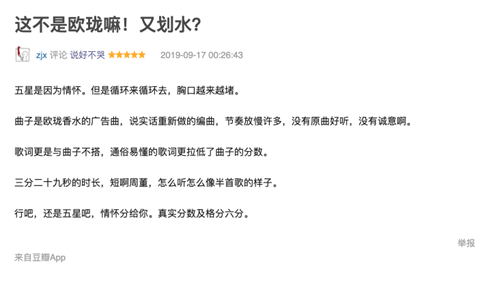 这不是欧珑嘛！又划水？
zjx 评论 说好不哭 ★★★★★ 2019-09-17 00:26:43
五星是因为情怀。但是循环来循环去，胸口越来越堵。
曲子是欧珑香水的广告曲，说实话重新做的编曲，节奏放慢许多，没有原曲好听，没有诚意啊。
歌词更是与曲子不搭，通俗易懂的歌词更拉低了曲子的分数。
三分二十九秒的时长，短啊周董，怎么听怎么像半首歌的样子。
行吧，还是五星吧，情怀分给你。真实分数及格分六分。
举报
来自豆瓣App